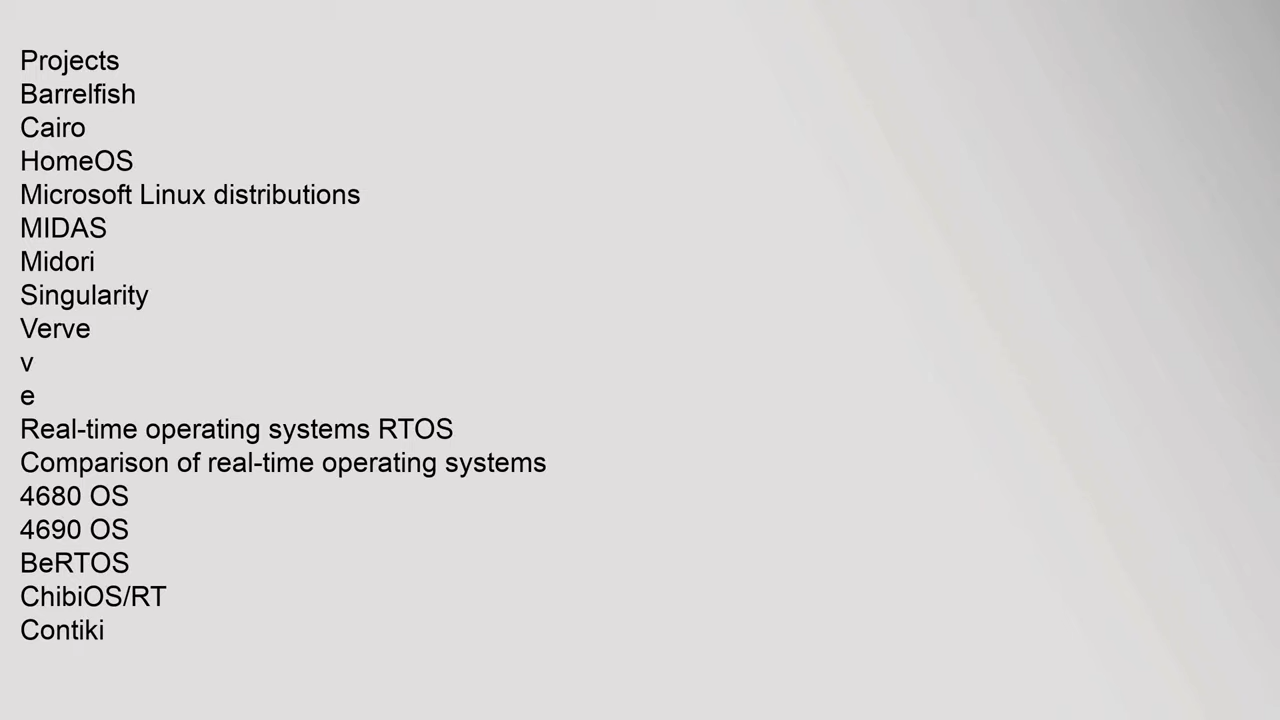 Projects
Barrelfish
Cairo
HomeOS
Microsoft Linux distributions
MIDAS
Midori
Singularity
Verve
v
e
Real-time operating systems RTOS
Comparison of real-time operating systems
4680 OS
4690 OS
BeRTOS
ChibiOS/RT
Contiki